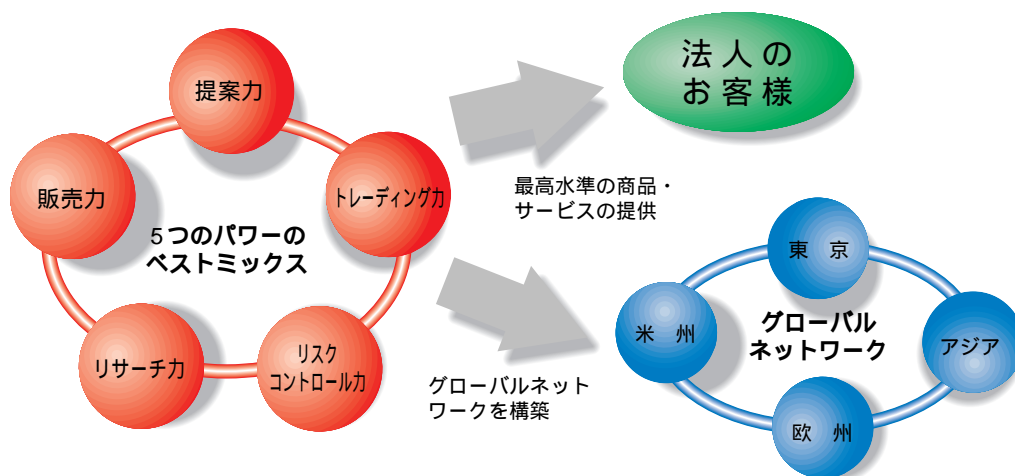 提案力
販売力
トレーディング力
5つのパワーの
ベストミックス
リサーチ力
リスク
コントロール力
法人の
お客様
最高水準の商品・
サービスの提供
グローバルネット
ワークを構築
東　京
米　州
グローバル
ネットワーク
アジア
欧　州